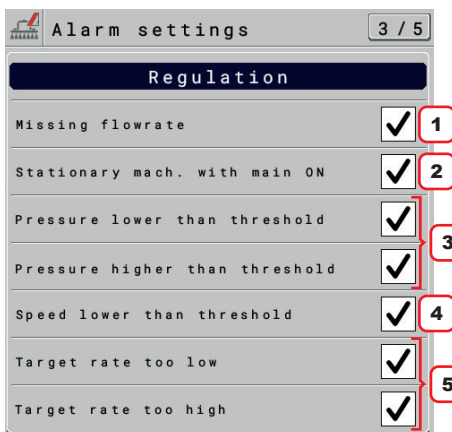 Alarm settings 3 / 5
Regulation
Missing flowrate 1
Stationary mach. with main ON 2
Pressure lower than threshold
3
Pressure higher than threshold
Speed lower than threshold 4
Target rate too low
5
Target rate too high